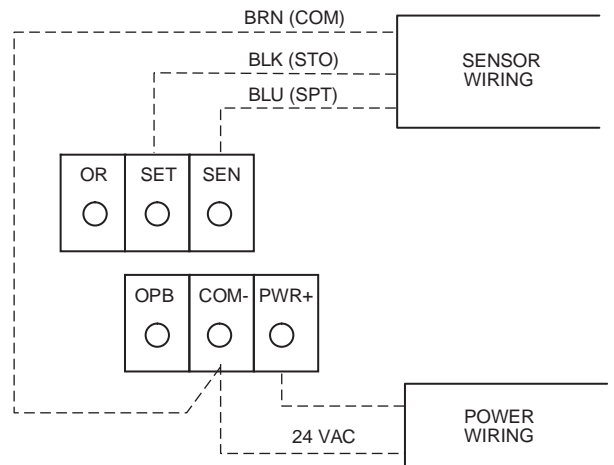 BRN (COM)
BLK (STO)
SENSOR
WIRING
BLU (SPT)
OR SET SEN
OPB COM- PWR+
24 VAC
POWER
WIRING